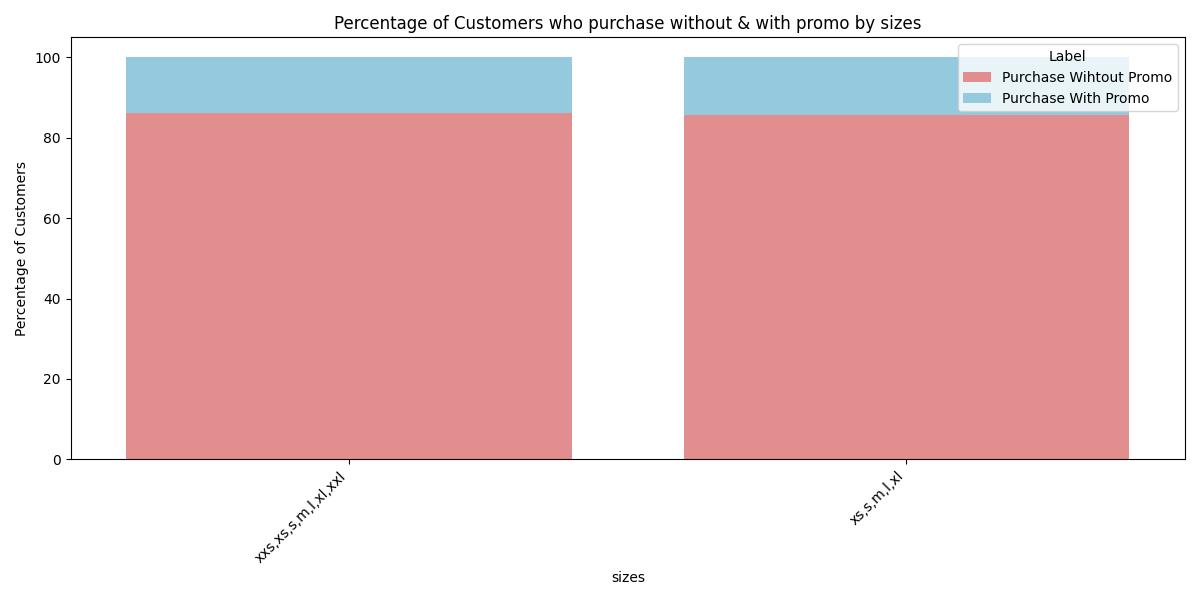 Percentage of Customers who purchase without & with promo by sizes
Label
Purchase Wihtout Promo
Purchase With Promo
Percentage of Customers
100
80
60
40
20
0
xxs,xs,s,m,l,xl,xxl
xs,s,m,l,xl
sizes